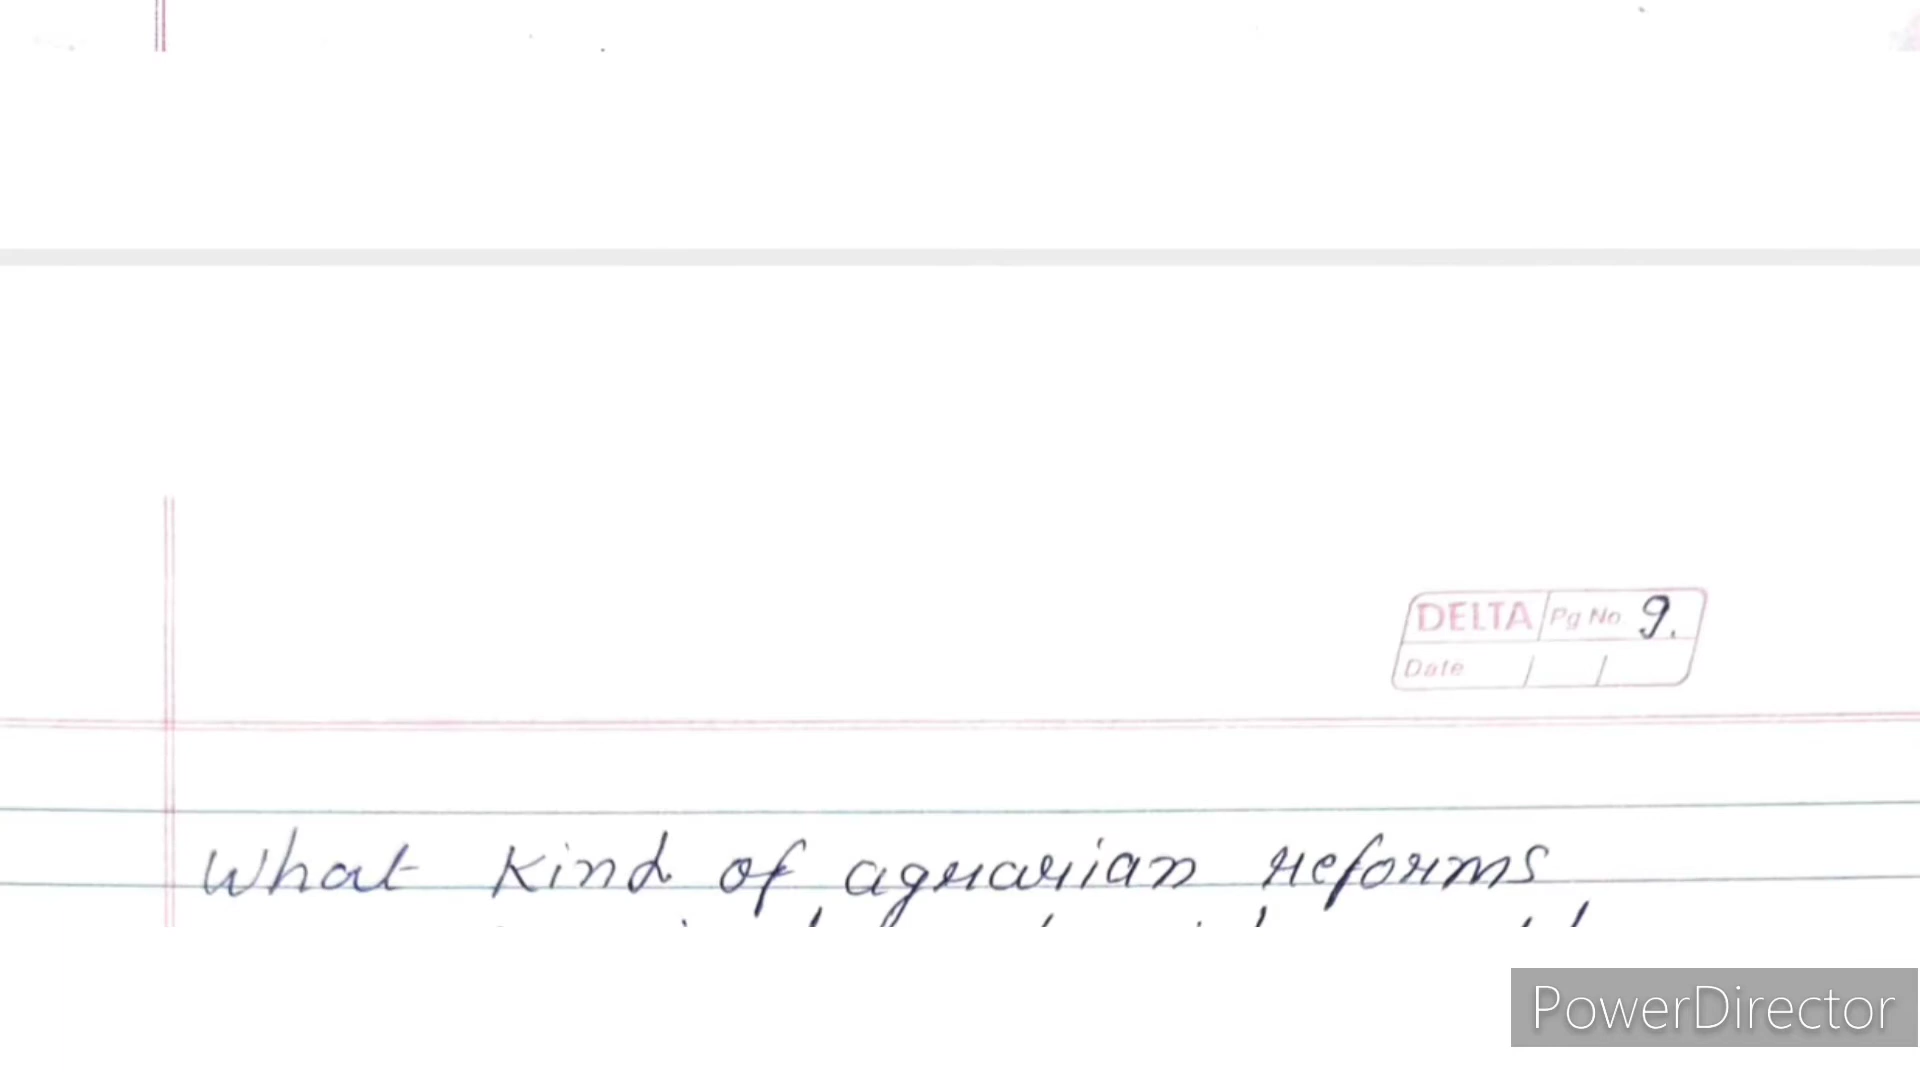 DELTA Pg No 9.
Date / /
What kind of agrarian reforms
PowerDirector